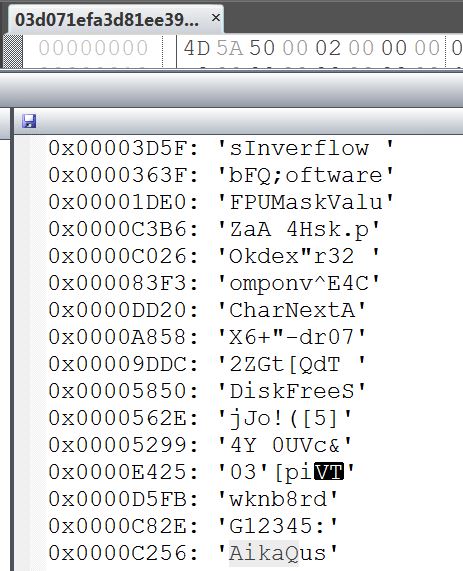 03d071efa3d81ee39... ×
00000000 4D 5A 50 00 02 00 00 00
0x00003D5F: 'sInverflow '
0x0000363F: 'bFQ;oftware'
0x00001DE0: 'FPUMaskValu'
0x0000C3B6: 'ZaA 4Hsk.p'
0x0000C026: 'Okdex"r32 '
0x000083F3: 'omponv^E4C'
0x0000DD20: 'CharNextA'
0x0000A858: 'X6+"-dr07'
0x00009DDC: '2ZGt[QdT '
0x00005850: 'DiskFreeS'
0x0000562E: 'jJo!([5]'
0x00005299: '4Y 0UVc&'
0x0000E425: '03'[piVT'
0x0000D5FB: 'wknb8rd'
0x0000C82E: 'G12345:'
0x0000C256: 'AikaQus'